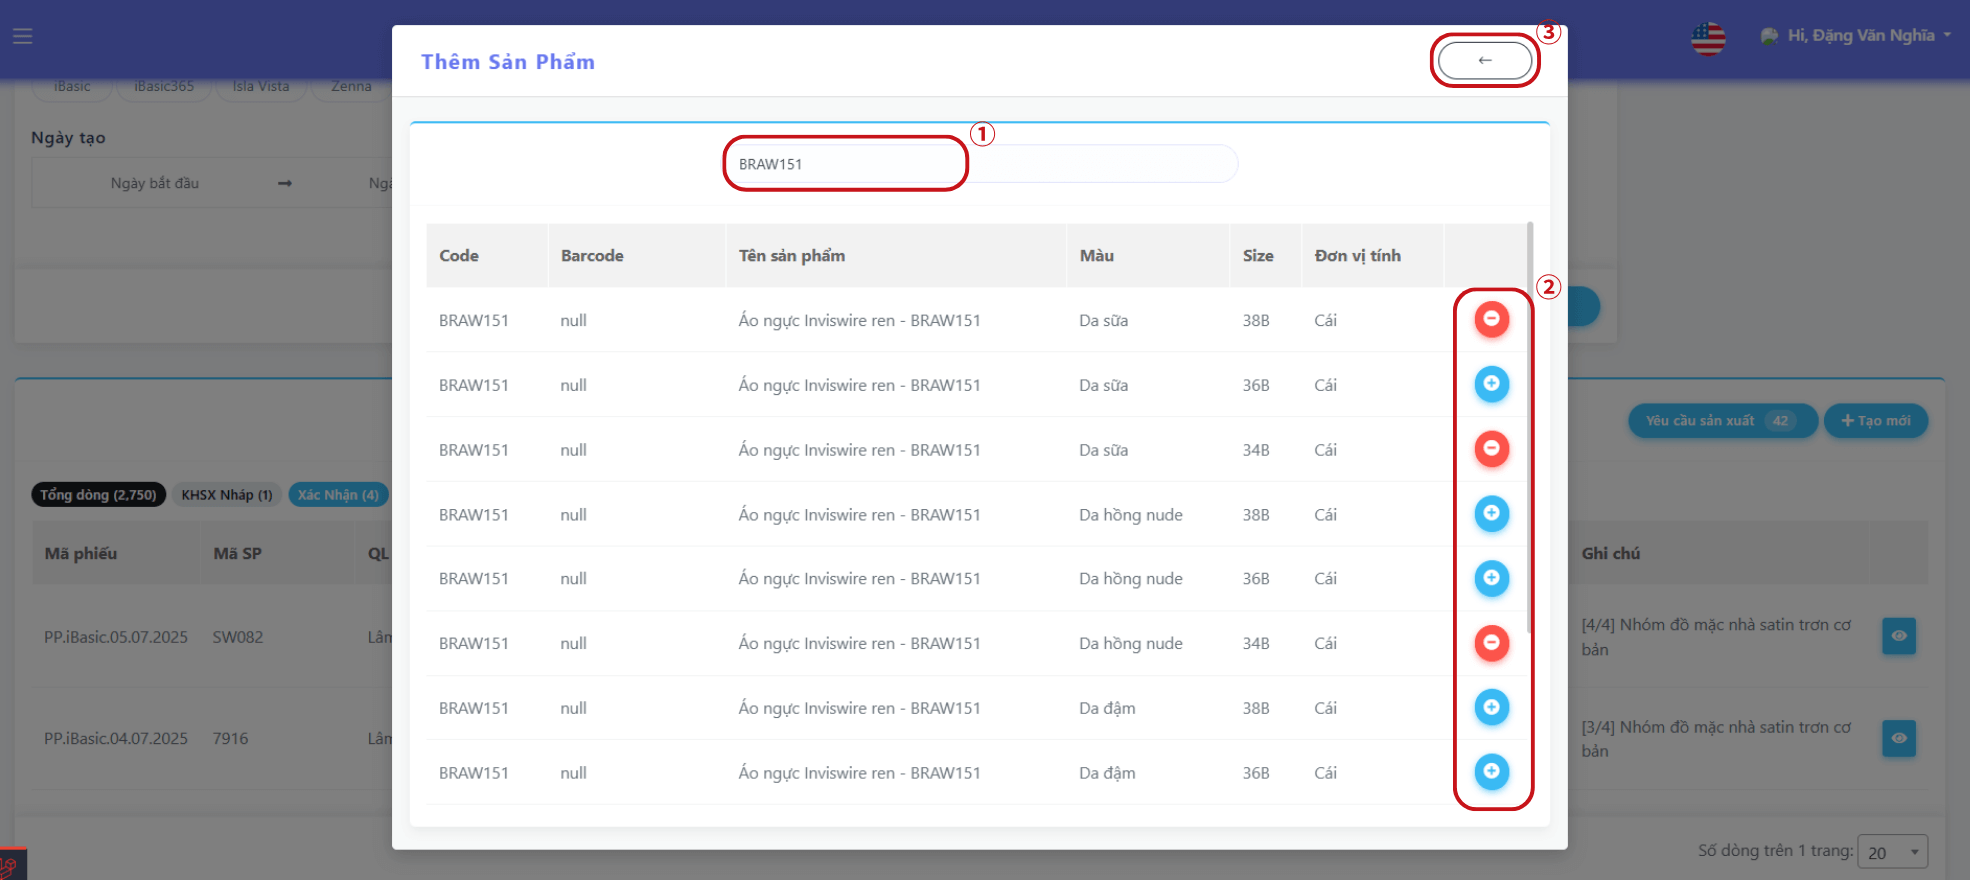 Thêm Sản Phẩm
←
③
Hi, Đặng Văn Nghĩa
iBasic
iBasic365
Isla Vista
Zenna
Ngày tạo
Ngày bắt đầu → Ngà
①
BRAW151
②
Code Barcode Tên sản phẩm Màu Size Đơn vị tính
BRAW151 null Áo ngực Inviswire ren - BRAW151 Da sữa 38B Cái
BRAW151 null Áo ngực Inviswire ren - BRAW151 Da sữa 36B Cái
BRAW151 null Áo ngực Inviswire ren - BRAW151 Da sữa 34B Cái
BRAW151 null Áo ngực Inviswire ren - BRAW151 Da hồng nude 38B Cái
BRAW151 null Áo ngực Inviswire ren - BRAW151 Da hồng nude 36B Cái
BRAW151 null Áo ngực Inviswire ren - BRAW151 Da hồng nude 34B Cái
BRAW151 null Áo ngực Inviswire ren - BRAW151 Da đậm 38B Cái
BRAW151 null Áo ngực Inviswire ren - BRAW151 Da đậm 36B Cái
Yêu cầu sản xuất 42
+ Tạo mới
Tổng dòng (2,750) KHSX Nháp (1) Xác Nhận (4)
Mã phiếu Mã SP QL Ghi chú
PP.iBasic.05.07.2025 SW082 Lâm [4/4] Nhóm đồ mặc nhà satin trơn cơ
bản
PP.iBasic.04.07.2025 7916 Lâm [3/4] Nhóm đồ mặc nhà satin trơn cơ
bản
Số dòng trên 1 trang: 20